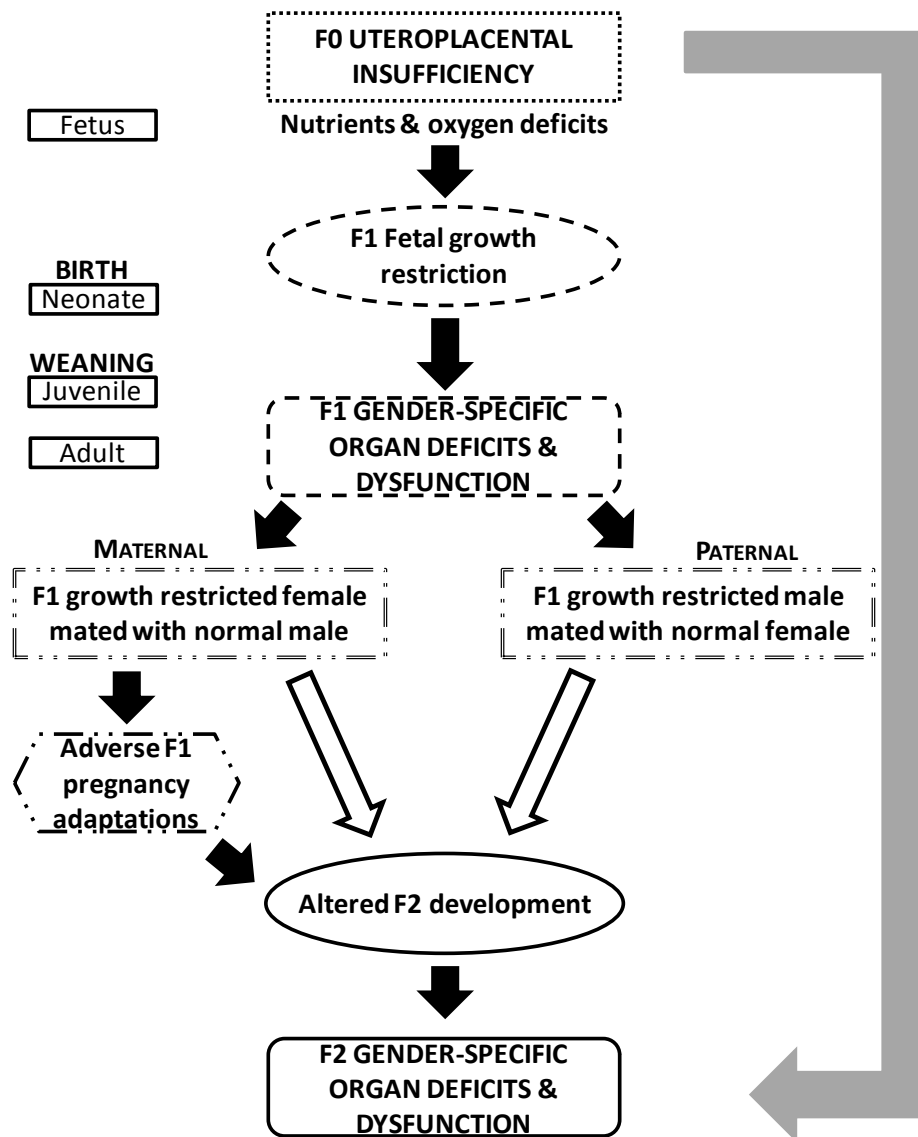 F0 UTEROPLACENTAL
INSUFFICIENCY
Fetus
Nutrients & oxygen deficits
F1 Fetal growth
restriction
BIRTH
Neonate
WEANING
Juvenile
Adult
F1 GENDER-SPECIFIC
ORGAN DEFICITS &
DYSFUNCTION
MATERNAL
F1 growth restricted female
mated with normal male
PATERNAL
F1 growth restricted male
mated with normal female
Adverse F1
pregnancy
adaptations
Altered F2 development
F2 GENDER-SPECIFIC
ORGAN DEFICITS &
DYSFUNCTION